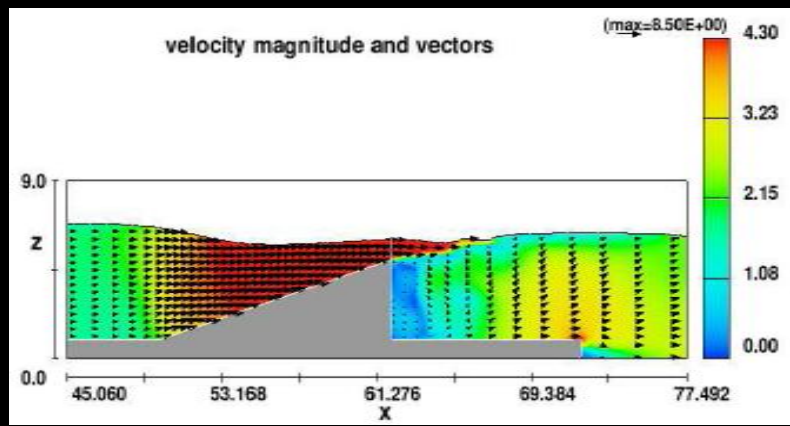 (max=8.50E+00)
velocity magnitude and vectors
4.30
3.23
2.15
1.08
0.00
9.0
Z
0.0
45.060 53.168 61.276 69.384 77.492
X